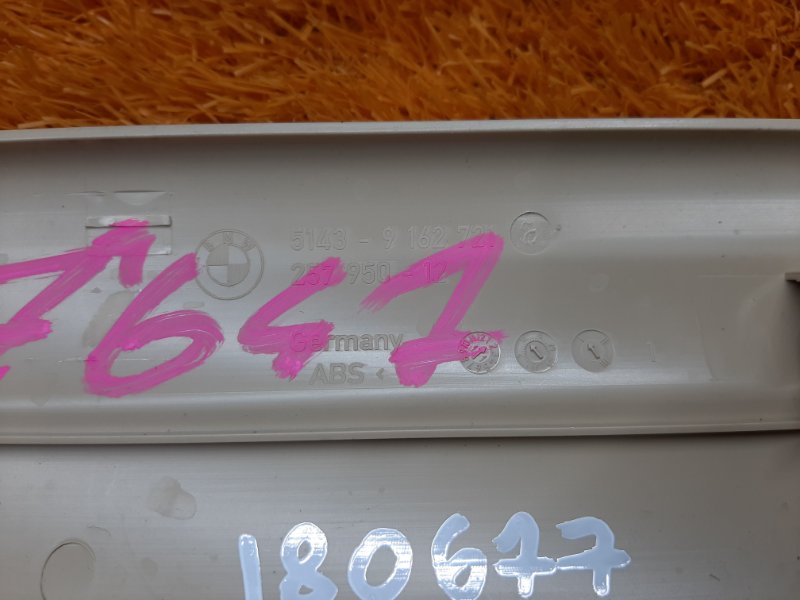 BMW
5143 - 9 162 721
257 950 - 12
7647
Germany
ABS <
180677